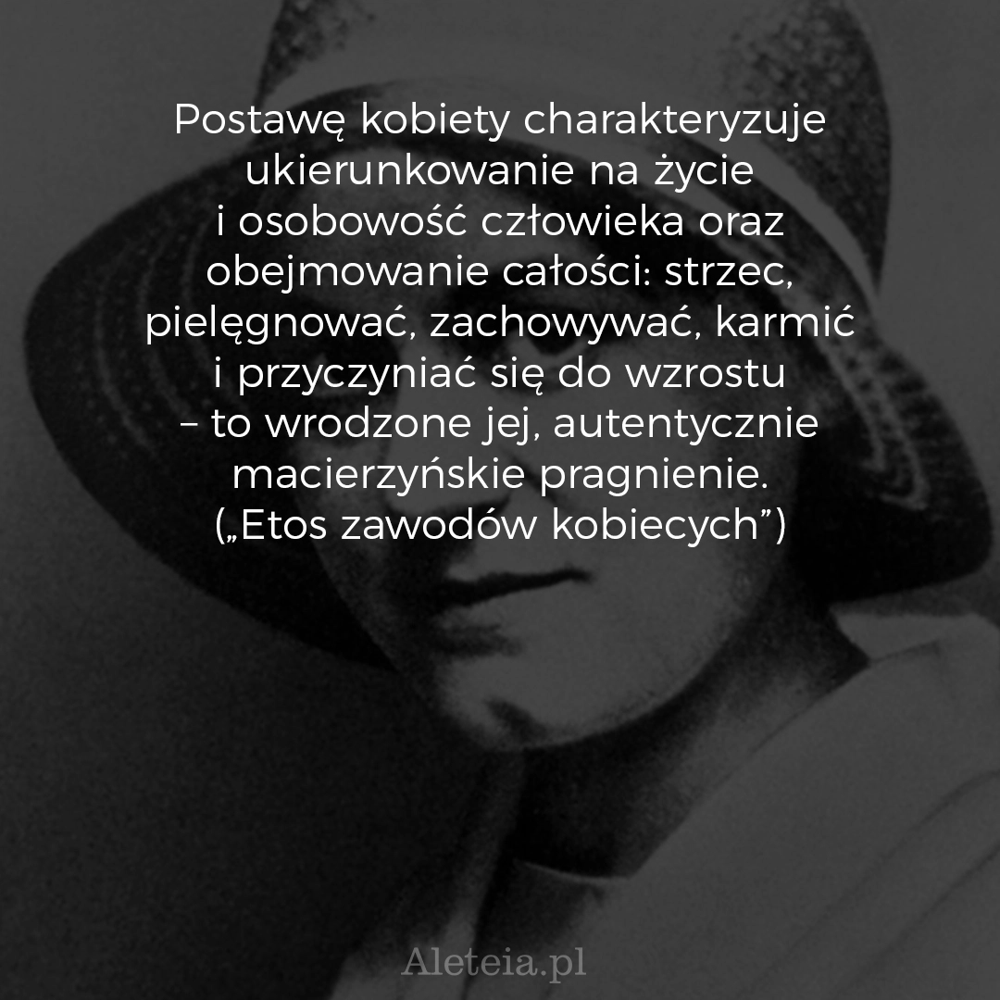 Postawę kobiety charakteryzuje
ukierunkowanie na życie
i osobowość człowieka oraz
obejmowanie całości: strzec,
pielęgnować, zachowywać, karmić
i przyczyniać się do wzrostu
– to wrodzone jej, autentycznie
macierzyńskie pragnienie.
(„Etos zawodów kobiecych”)
Aleteia.pl